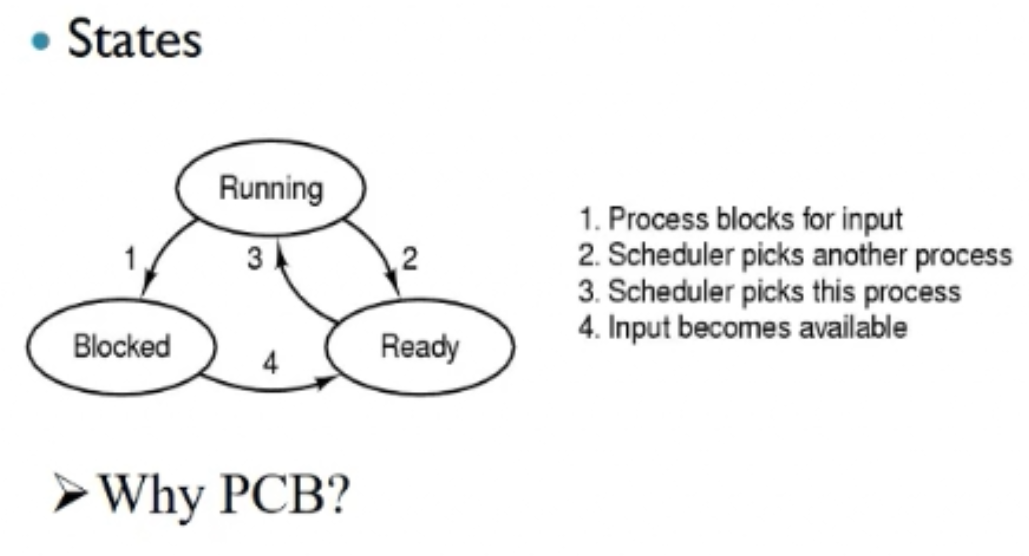 • States
Running
1
3
2
Blocked
4
Ready
1. Process blocks for input
2. Scheduler picks another process
3. Scheduler picks this process
4. Input becomes available
➢ Why PCB?